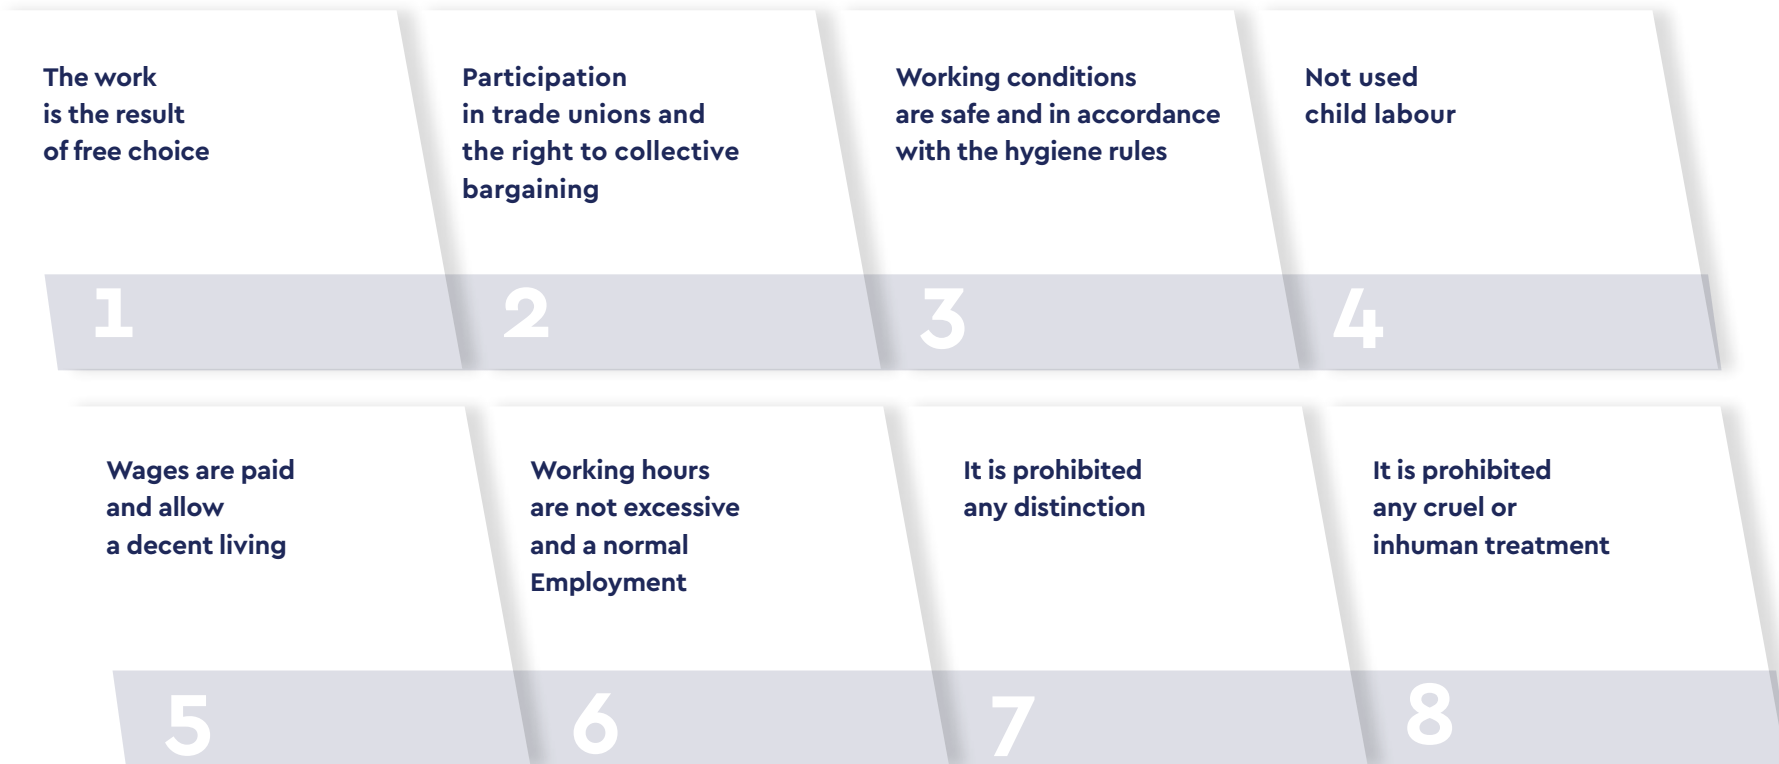 The work
is the result
of free choice
1
Participation
in trade unions and
the right to collective
bargaining
2
Working conditions
are safe and in accordance
with the hygiene rules
3
Not used
child labour
4
Wages are paid
and allow
a decent living
5
Working hours
are not excessive
and a normal
Employment
6
It is prohibited
any distinction
7
It is prohibited
any cruel or
inhuman treatment
8